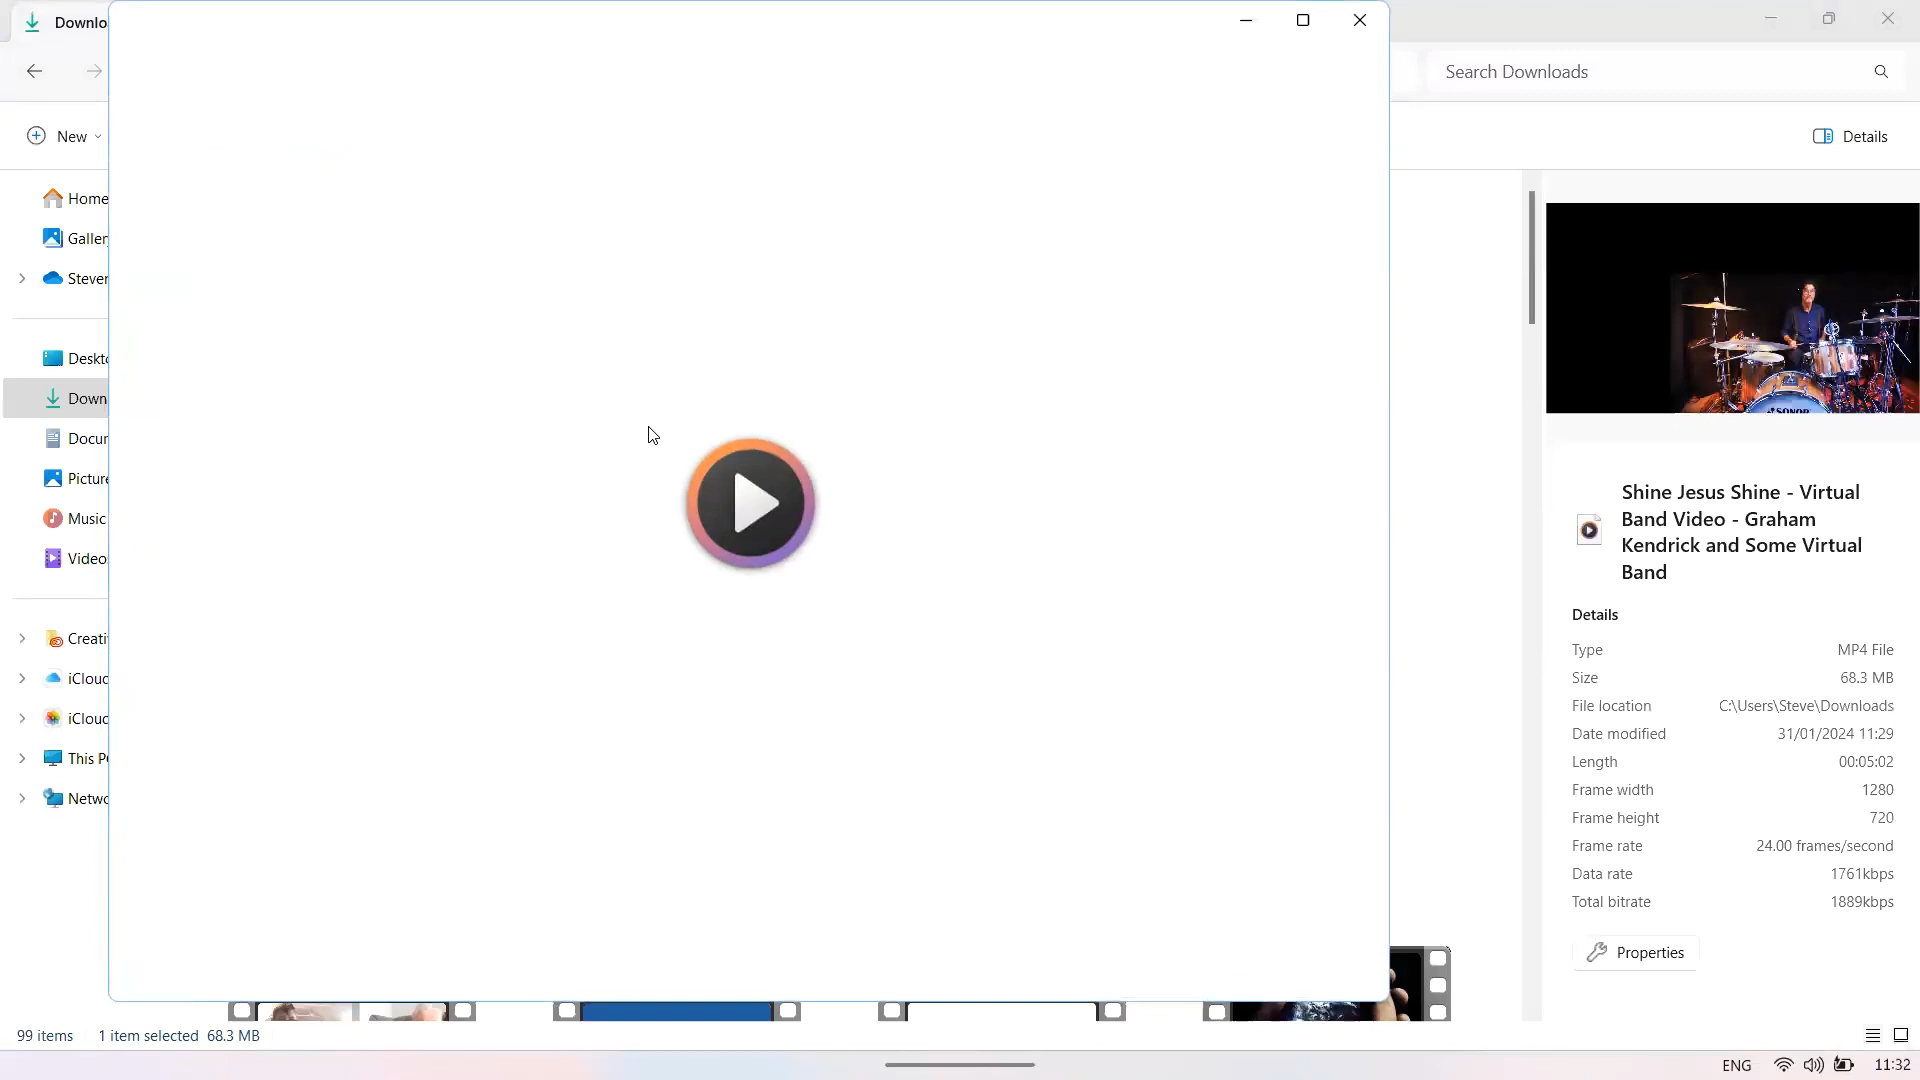 Downlo
Search Downloads
New
Details
Home
Galler
Steven
Deskto
Down
Docun
Picture
Music
Video
Creati
iCloud
iCloud
This P
Netwo
SONOR
Shine Jesus Shine - Virtual
Band Video - Graham
Kendrick and Some Virtual
Band
Details
Type MP4 File
Size 68.3 MB
File location C:\Users\Steve\Downloads
Date modified 31/01/2024 11:29
Length 00:05:02
Frame width 1280
Frame height 720
Frame rate 24.00 frames/second
Data rate 1761kbps
Total bitrate 1889kbps
Properties
99 items 1 item selected 68.3 MB
ENG 11:32